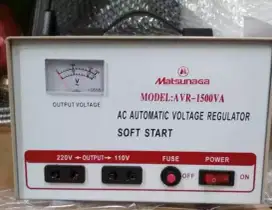 Matsunaga
OUTPUT VOLTAGE
V
MODEL:AVR-1500VA
AC AUTOMATIC VOLTAGE REGULATOR
SOFT START
220V ◄ OUTPUT ► 110V
FUSE
POWER
OFF
ON